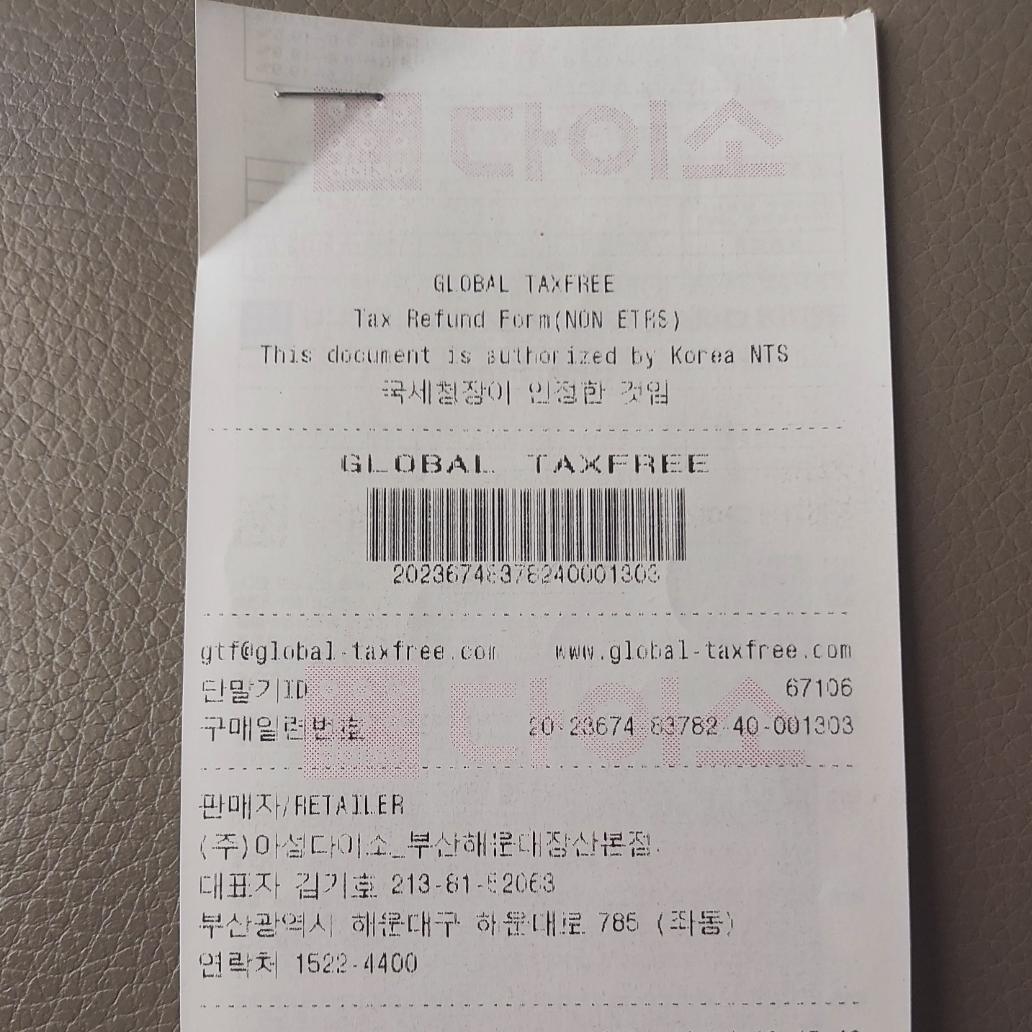 다이소
GLOBAL TAXFREE
Tax Refund Form(NON ETRS)
This document is authorized by Korea NTS
국세청장이 인정한 것임
GLOBAL TAXFREE
20236748378240001303
gtf@global-taxfree.com www.global-taxfree.com
단말기ID 67106
구매일련번호 20-23674-83782-40-001303
다이소
판매자/RETAILER
(주)아성다이소_부산해운대장산본점.
대표자 김기호 213-81-52063
부산광역시 해운대구 해운대로 785 (좌동)
연락처 1522-4400